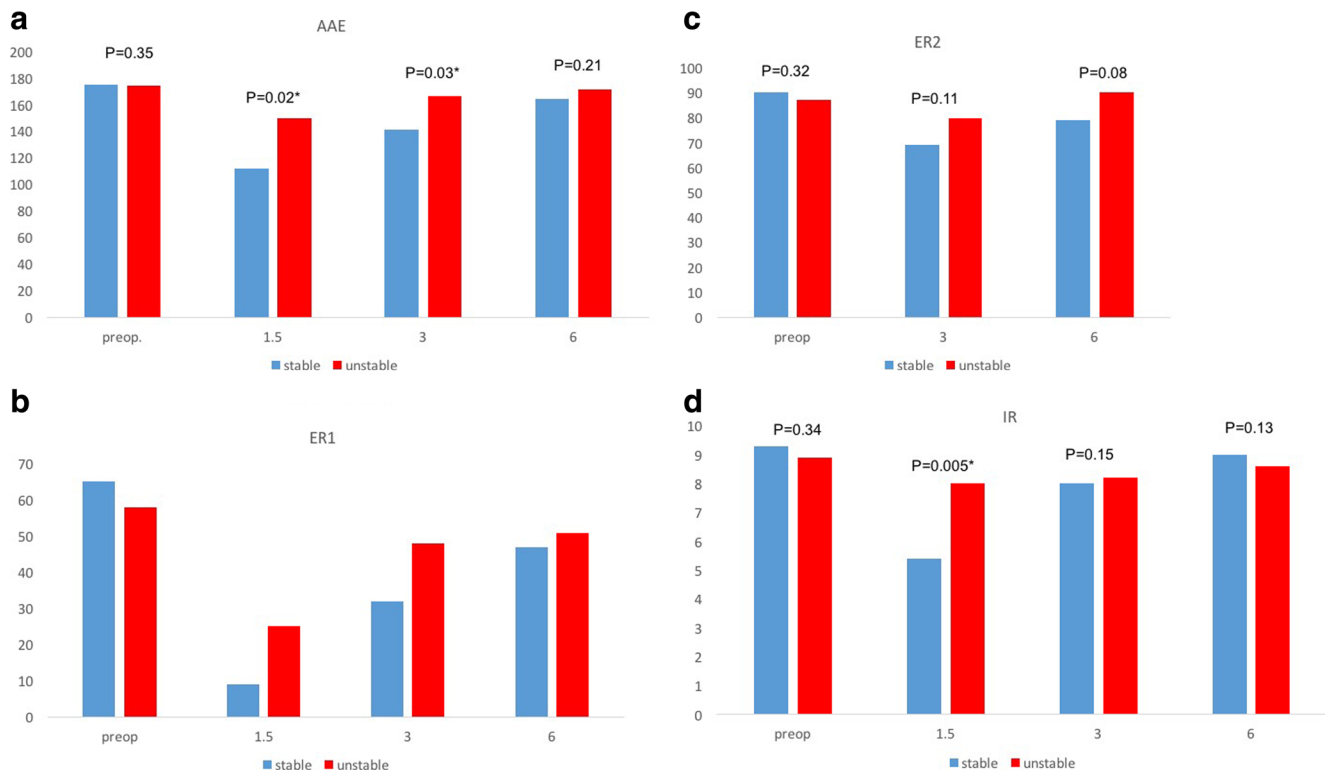 a
AAE
200
180
160
140
120
100
80
60
40
20
0
P=0.35
P=0.02*
P=0.03*
P=0.21
preop.
1.5
3
6
stable unstable
b
ER1
70
60
50
40
30
20
10
0
preop
1.5
3
6
stable unstable
c
ER2
100
90
80
70
60
50
40
30
20
10
0
P=0.32
P=0.11
P=0.08
preop
3
6
stable unstable
d
IR
10
9
8
7
6
5
4
3
2
1
0
P=0.34
P=0.005*
P=0.15
P=0.13
preop
1.5
3
6
stable unstable